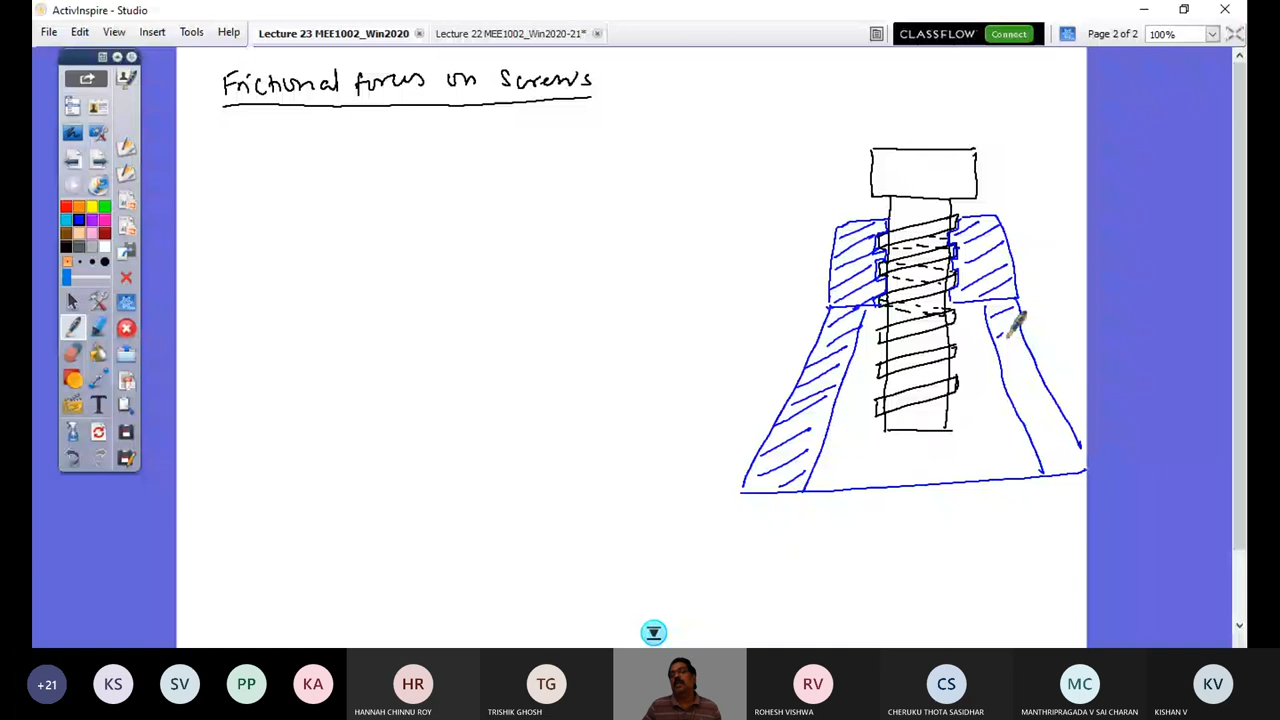 ActivInspire - Studio
File Edit View Insert Tools Help
Lecture 23 MEE1002_Win2020
Lecture 22 MEE1002_Win2020-21*
CLASSFLOW Connect
Page 2 of 2
100%
Frictional forces on Screws
+21
KS
SV
PP
KA
HR
HANNAH CHINNU ROY
TG
TRISHIK GHOSH
RV
ROHESH VISHWA
CS
CHERUKU THOTA SASIDHAR
MC
MANTHRIPRAGADA V SAI CHARAN
KV
KISHAN V